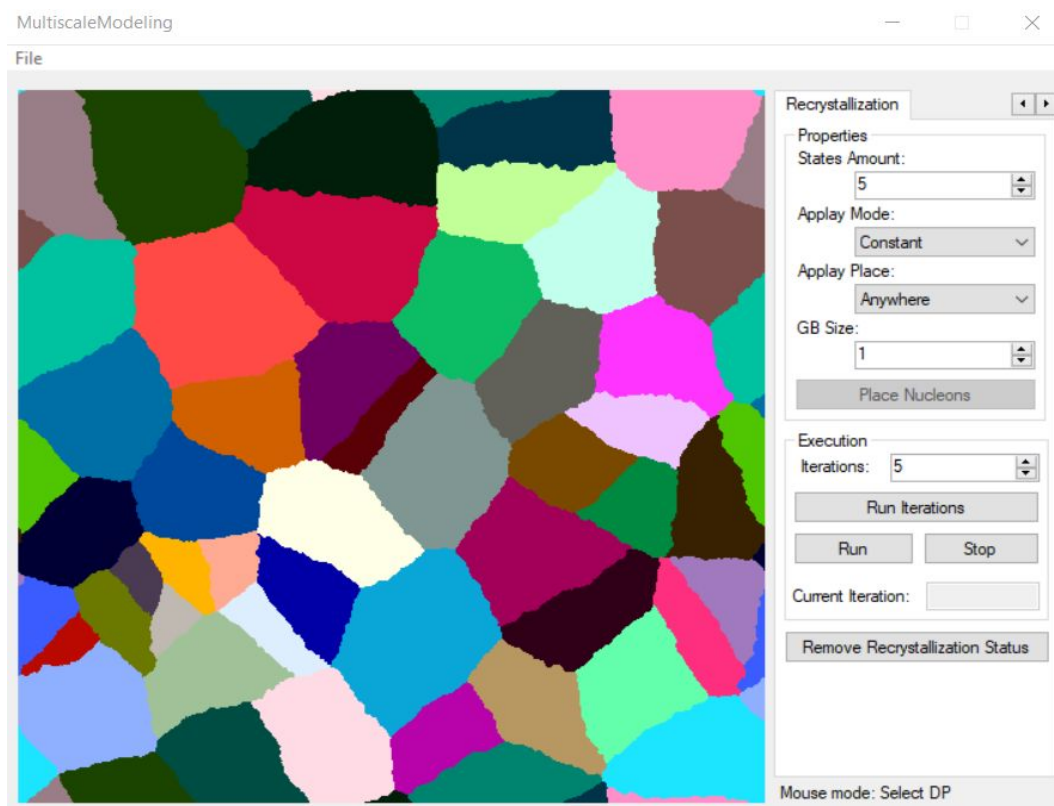 MultiscaleModeling
File
Recrystallization
Properties
States Amount:
5
Applay Mode:
Constant
Applay Place:
Anywhere
GB Size:
1
Place Nucleons
Execution
Iterations: 5
Run Iterations
Run Stop
Current Iteration:
Remove Recrystallization Status
Mouse mode: Select DP